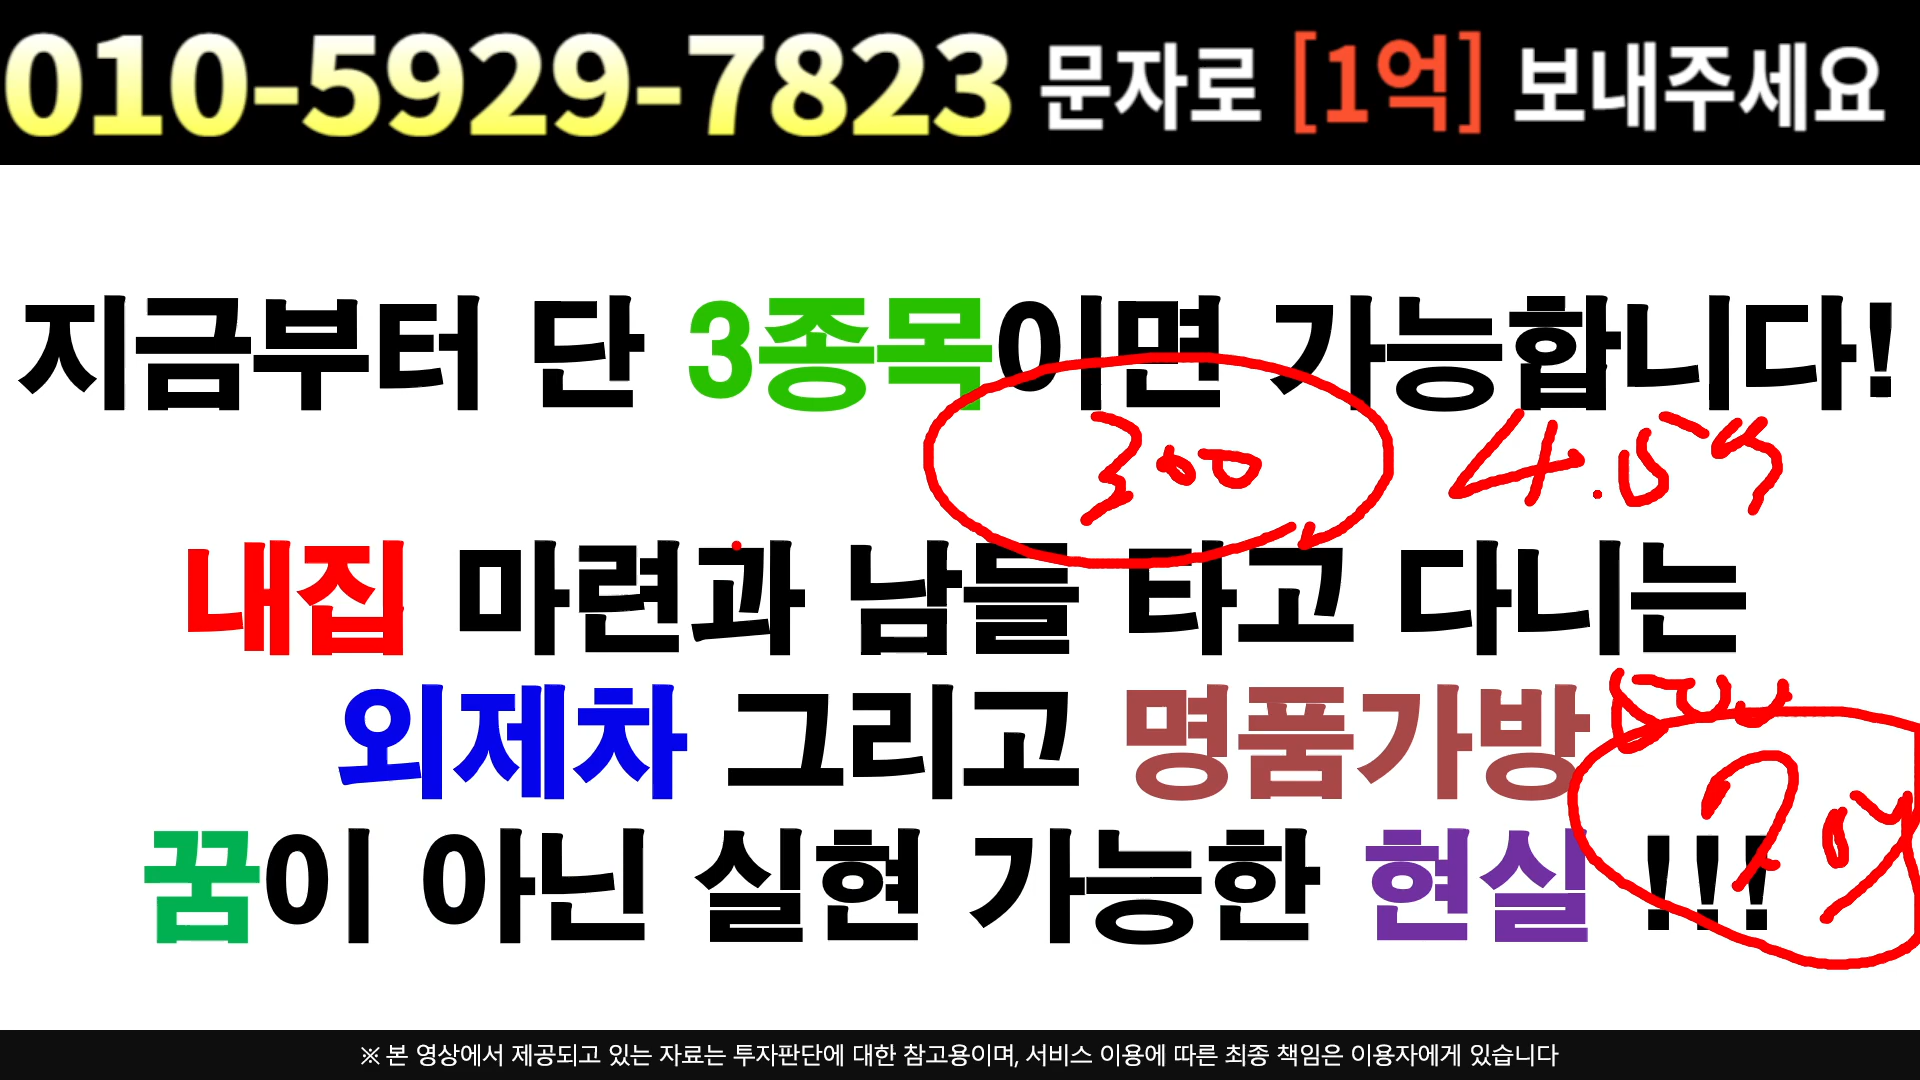 010-5929-7823 문자로 [1억] 보내주세요
지금부터 단 3종목이면 가능합니다!
300
내집 마련과 남들 타고 다니는
외제차 그리고 명품가방
500
꿈이 아닌 실현 가능한 현실 !!!
※ 본 영상에서 제공되고 있는 자료는 투자판단에 대한 참고용이며, 서비스 이용에 따른 최종 책임은 이용자에게 있습니다